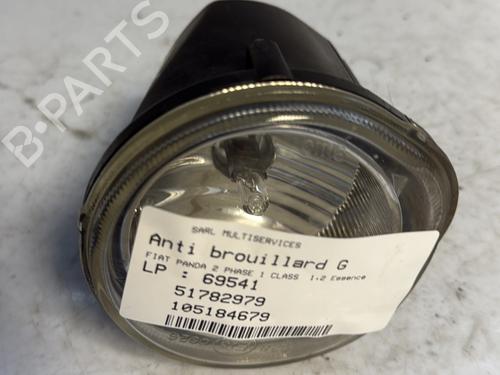 B-PARTS
SARL MULTISERVICES
Anti brouillard G
FIAT PANDA 2 PHASE 1 CLASS 1.2 Essence
LP : 69541
51782979
105184679